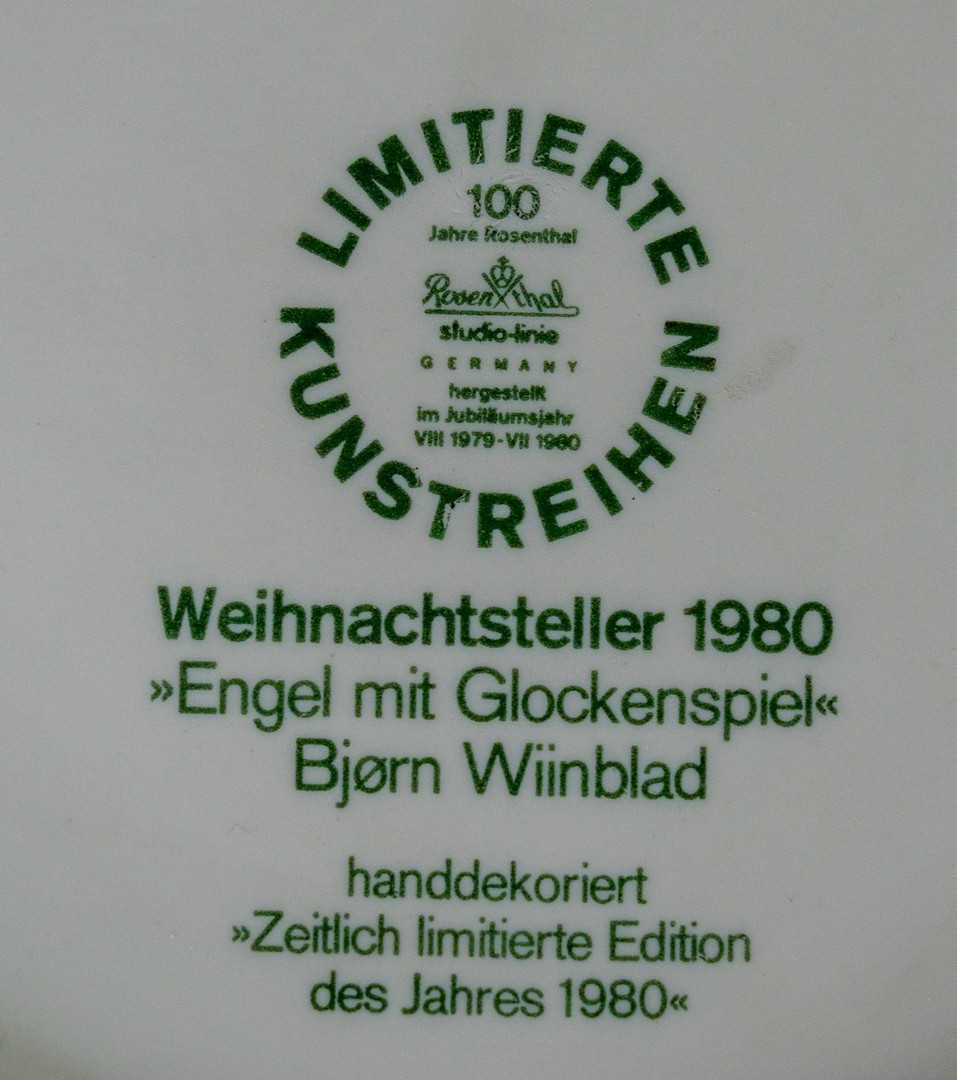 LIMITIERTE
100
Jahre Rosenthal
Rosenthal
studio-linie
GERMANY
hergestellt
im Jubiläumsjahr
VIII 1979-VII 1980
KUNSTREIHEN
Weihnachtsteller 1980
»Engel mit Glockenspiel«
Bjørn Wiinblad
handdekoriert
»Zeitlich limitierte Edition
des Jahres 1980«